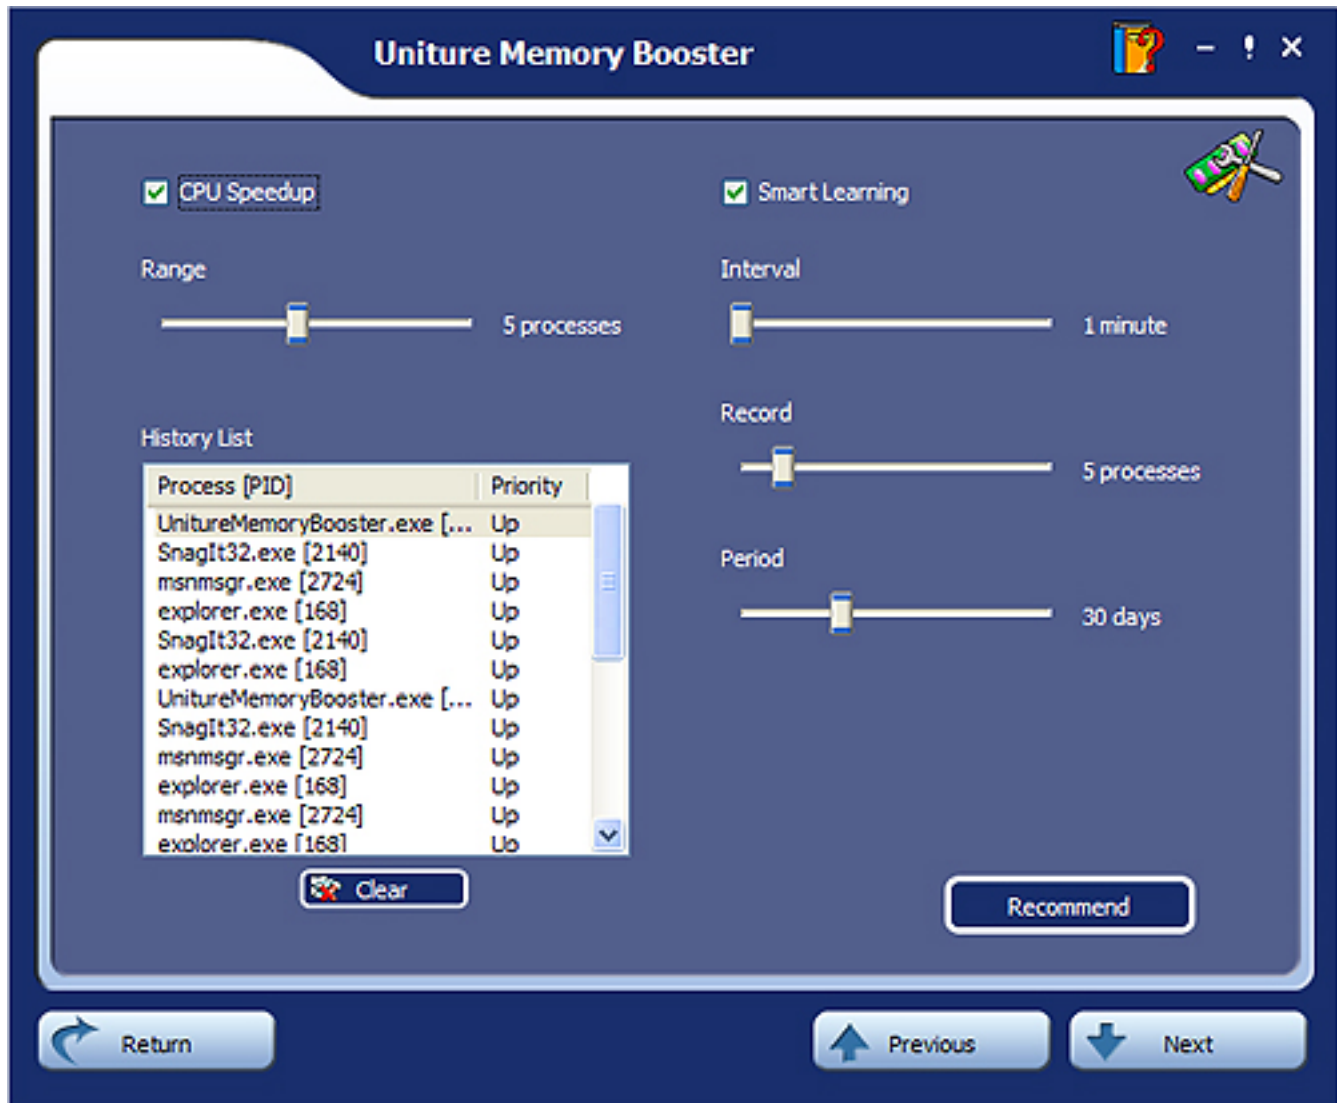 Uniture Memory Booster
CPU Speedup
Range
5 processes
History List
Process [PID] Priority
UnitureMemoryBooster.exe [... Up
SnagIt32.exe [2140] Up
msnmsgr.exe [2724] Up
explorer.exe [168] Up
SnagIt32.exe [2140] Up
explorer.exe [168] Up
UnitureMemoryBooster.exe [... Up
SnagIt32.exe [2140] Up
msnmsgr.exe [2724] Up
explorer.exe [168] Up
msnmsgr.exe [2724] Up
explorer.exe [168] Up
Clear
Smart Learning
Interval
1 minute
Record
5 processes
Period
30 days
Recommend
Return
Previous
Next